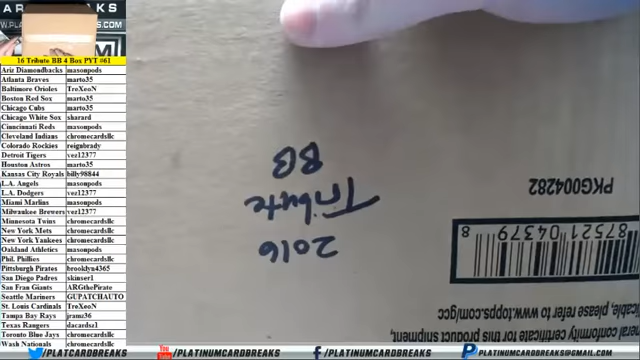 W.PLA
16 Tribute BB 4 Box PYT #61
Ariz Diamondbacks masonpods
Atlanta Braves marto35
Baltimore Orioles TroXeoN
Boston Red Sox marto35
Chicago Cubs marto35
Chicago White Sox sharard
Cincinnati Reds masonpods
Cleveland Indians chromecardsllc
Colorado Rockies reignbrady
Detroit Tigers vez12377
Houston Astros marto35
Kansas City Royals billy98844
L.A. Angels masonpods
L.A. Dodgers vez12377
Miami Marlins masonpods
Milwaukee Brewers vez12377
Minnesota Twins chromecardsllc
New York Mets chromecardsllc
New York Yankees chromecardsllc
Oakland Athletics masonpods
Phil. Phillies chromecardsllc
Pittsburgh Pirates brooklyn4365
San Diego Padres skinser1
San Fran Giants ARGthePirate
Seattle Mariners GUPATCHAUTO
St. Louis Cardinals TroXeoN
Tampa Bay Rays jramz36
Texas Rangers dacardsz1
Toronto Blue Jays chromecardsllc
Wash Nationals chromecardsllc
2016
Tribute
BB
PKG004282
87521 04379 8
icable, please refer to www.topps.com/gcc
formity certificate for this shipment,
/PLATCARDBREAKS
/PLATINUMCARDBREAKS
/PLATINUMCARDBREAKS
PLATINUMCARDBREAKS@GMAIL.COM